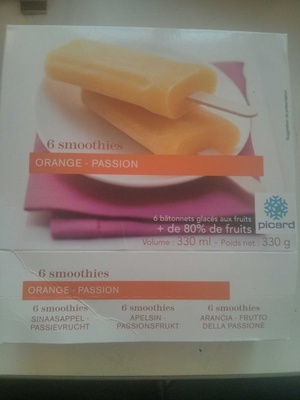 6 smoothies
ORANGE - PASSION
6 bâtonnets glacés aux fruits
+ de 80% de fruits
Volume : 330 ml - Poids net : 330 g
picard
6 smoothies
ORANGE - PASSION
6 smoothies
SINAASAPPEL -
PASSIEVRUCHT
6 smoothies
APELSIN -
PASSIONSFRUKT
6 smoothies
ARANCIA - FRUTTO
DELLA PASSIONE